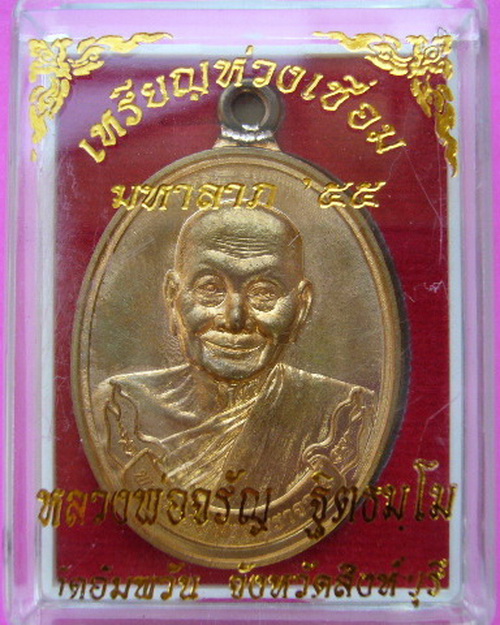 เหรียญห่วงเชื่อม
มหาลาภ '๕๕
หลวงพ่อจรัญ ฐิตธมฺโม
วัดอัมพวัน จังหวัดสิงห์บุรี